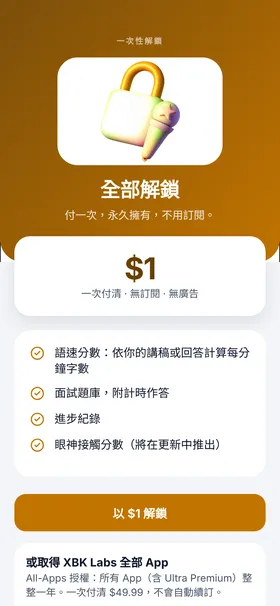 一次性解鎖
全部解鎖
付一次，永久擁有，不用訂閱。
$1
一次付清 · 無訂閱 · 無廣告
語速分數：依你的講稿或回答計算每分
鐘字數
面試題庫，附計時作答
進步紀錄
眼神接觸分數（將在更新中推出）
以 $1 解鎖
或取得 XBK Labs 全部 App
All-Apps 授權：所有 App（含 Ultra Premium）整
整一年。一次付清 $49.99，不會自動續訂。